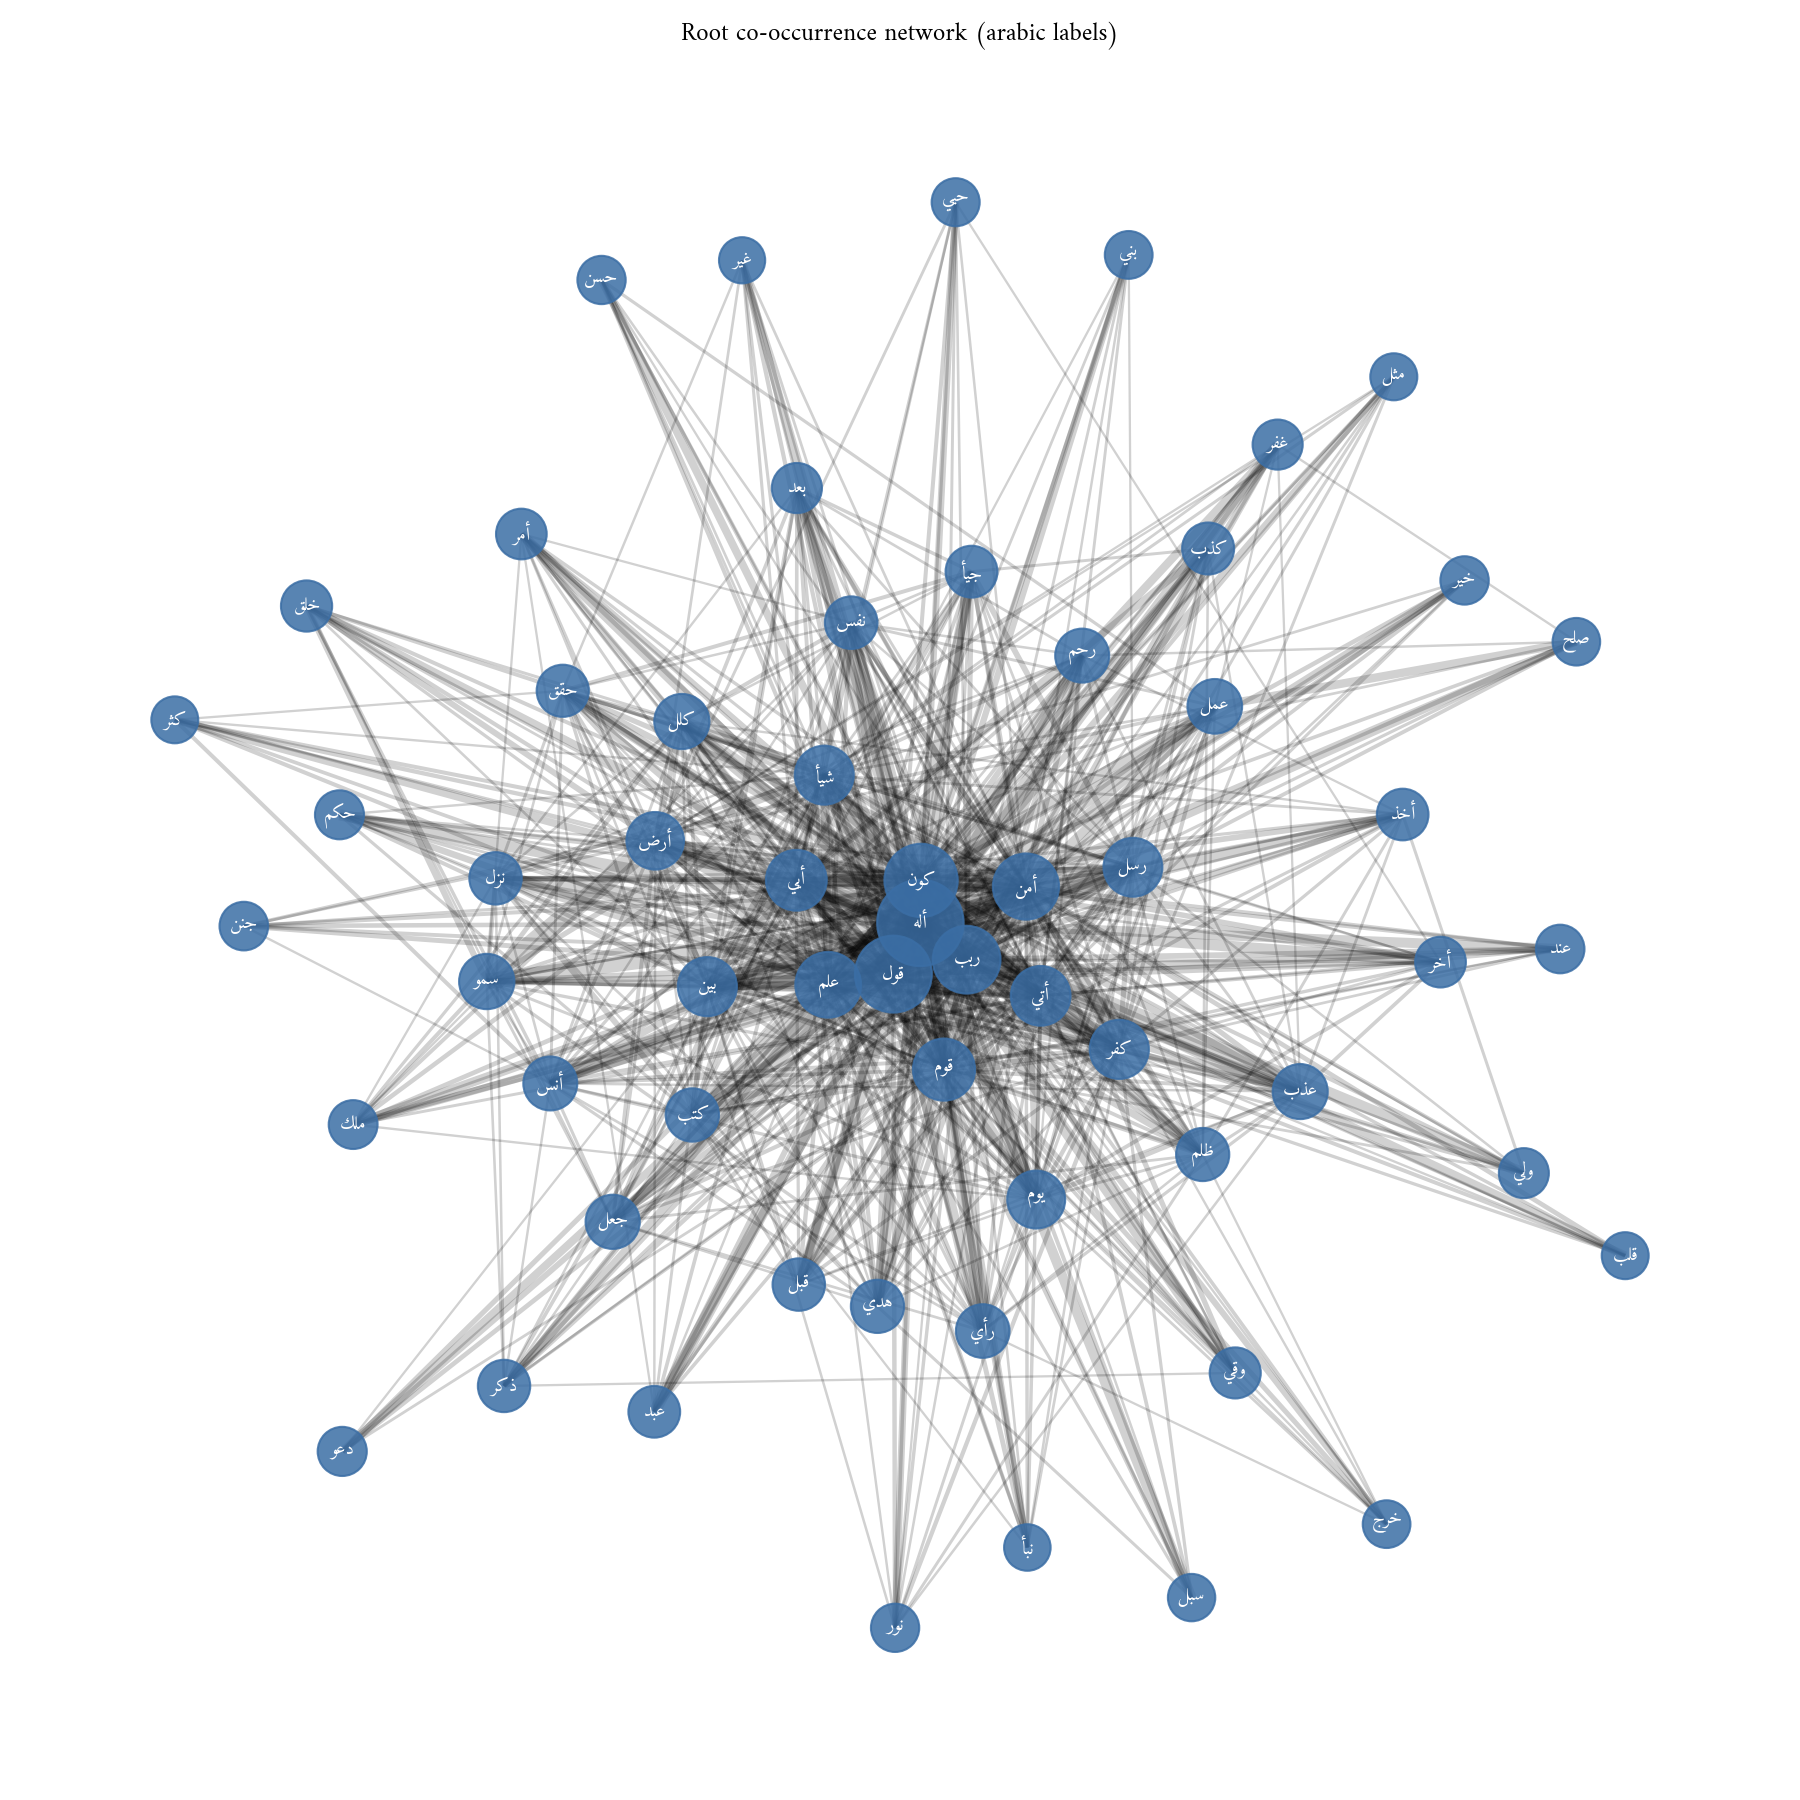 Root co-occurrence network (arabic labels)
حيي
بني
غير
حسن
مثل
غفر
بعد
أمر
كذب
جيأ
خير
خلق
نفس
صلح
رحم
حقق
عمل
كثر
كلل
شيأ
حكم
أخذ
أرض
رسل
نزل
أبي
كون
أمن
أله
جنن
عند
ربب
أخر
قول
سمو
علم
بين
أتي
كفر
قوم
أنس
عذب
كتب
ملك
ظلم
ولي
يوم
جعل
قلب
قبل
هدي
رأي
وقي
ذكر
عبد
دعو
خرج
نبأ
سبل
نور